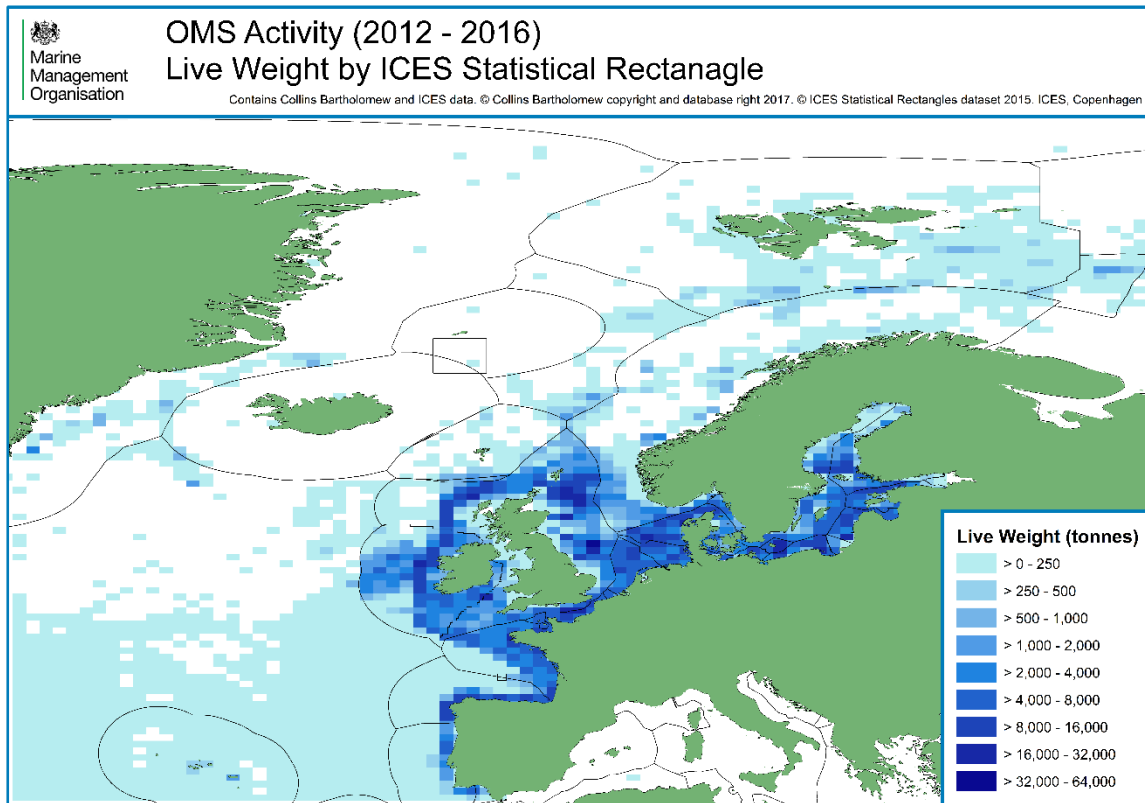 Marine
Management
Organisation
OMS Activity (2012 - 2016)
Live Weight by ICES Statistical Rectanagle
Contains Collins Bartholomew and ICES data. © Collins Bartholomew copyright and database right 2017. © ICES Statistical Rectangles dataset 2015. ICES, Copenhagen
Live Weight (tonnes)
> 0 - 250
> 250 - 500
> 500 - 1,000
> 1,000 - 2,000
> 2,000 - 4,000
> 4,000 - 8,000
> 8,000 - 16,000
> 16,000 - 32,000
> 32,000 - 64,000